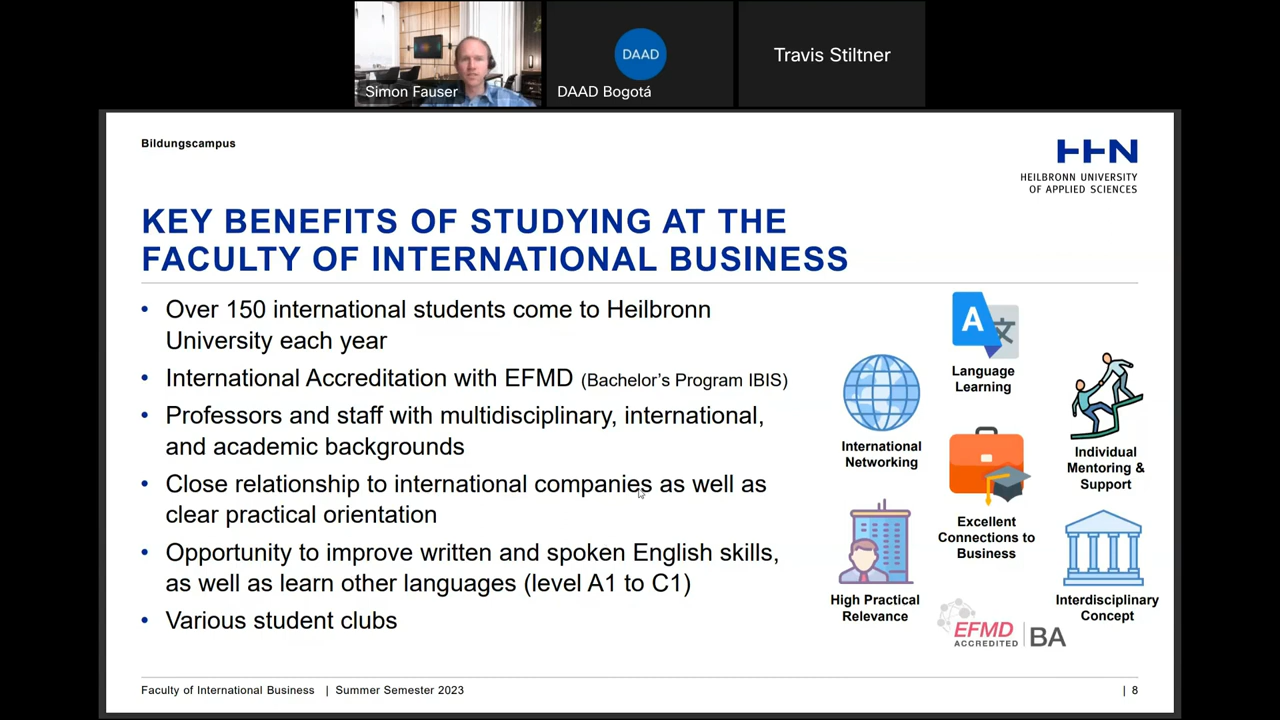 Simon Fauser
DAAD
DAAD Bogotá
Travis Stiltner
Bildungscampus
HHN
HEILBRONN UNIVERSITY
OF APPLIED SCIENCES
KEY BENEFITS OF STUDYING AT THE
FACULTY OF INTERNATIONAL BUSINESS
• Over 150 international students come to Heilbronn
University each year
• International Accreditation with EFMD (Bachelor's Program IBIS)
• Professors and staff with multidisciplinary, international,
and academic backgrounds
• Close relationship to international companies as well as
clear practical orientation
• Opportunity to improve written and spoken English skills,
as well as learn other languages (level A1 to C1)
• Various student clubs
A 文
Language
Learning
International
Networking
Individual
Mentoring &
Support
Excellent
Connections to
Business
High Practical
Relevance
Interdisciplinary
Concept
EFMD
ACCREDITED | BA
Faculty of International Business | Summer Semester 2023
| 8